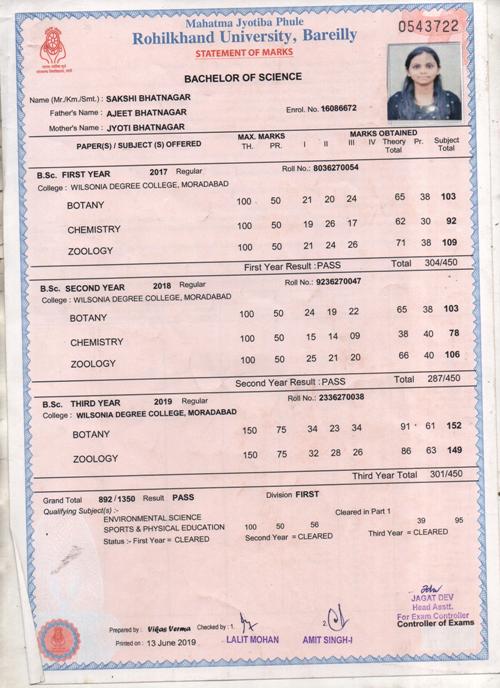 Mahatma Jyotiba Phule
0543722
Rohilkhand University, Bareilly
STATEMENT OF MARKS
BACHELOR OF SCIENCE
Name (Mr./Km./Smt.) : SAKSHI BHATNAGAR
Father's Name : AJEET BHATNAGAR Enrol. No. 16086672
Mother's Name : JYOTI BHATNAGAR
PAPER(S) / SUBJECT(S) OFFERED MAX. MARKS TH. PR. MARKS OBTAINED I II III IV Theory Total Pr. Subject Total
B.Sc. FIRST YEAR 2017 Regular Roll No.: 8036270054
College : WILSONIA DEGREE COLLEGE, MORADABAD
BOTANY 100 50 21 20 24 65 38 103
CHEMISTRY 100 50 19 26 17 62 30 92
ZOOLOGY 100 50 21 24 26 71 38 109
First Year Result : PASS Total 304/450
B.Sc. SECOND YEAR 2018 Regular Roll No.: 9236270047
College : WILSONIA DEGREE COLLEGE, MORADABAD
BOTANY 100 50 24 19 22 65 38 103
CHEMISTRY 100 50 15 14 09 38 40 78
ZOOLOGY 100 50 25 21 20 66 40 106
Second Year Result : PASS Total 287/450
B.Sc. THIRD YEAR 2019 Regular Roll No.: 2336270038
College : WILSONIA DEGREE COLLEGE, MORADABAD
BOTANY 150 75 34 23 34 91 61 152
ZOOLOGY 150 75 32 28 26 86 63 149
Third Year Total 301/450
Grand Total 892 / 1350 Result PASS Division FIRST
Qualifying Subject(s) :-
ENVIRONMENTAL SCIENCE Cleared in Part 1
SPORTS & PHYSICAL EDUCATION 100 50 56 39 95
Status :- First Year = CLEARED Second Year = CLEARED Third Year = CLEARED
JAGAT DEV
Head Asstt.
For Exam Controller
Controller of Exams
Prepared by : Vikas Verma Checked by : 1. 2.
LALIT MOHAN AMIT SINGH-I
Printed on : 13 June 2019